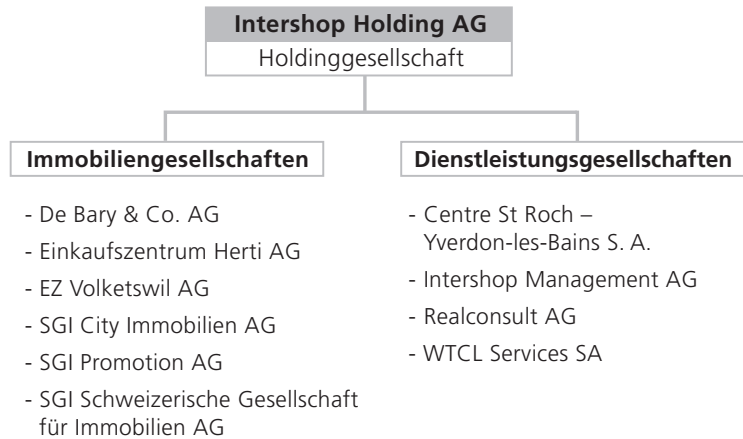 Intershop Holding AG
Holdinggesellschaft
Immobiliengesellschaften
- De Bary & Co. AG
- Einkaufszentrum Herti AG
- EZ Volketswil AG
- SGI City Immobilien AG
- SGI Promotion AG
- SGI Schweizerische Gesellschaft
für Immobilien AG
Dienstleistungsgesellschaften
- Centre St Roch –
Yverdon-les-Bains S. A.
- Intershop Management AG
- Realconsult AG
- WTCL Services SA